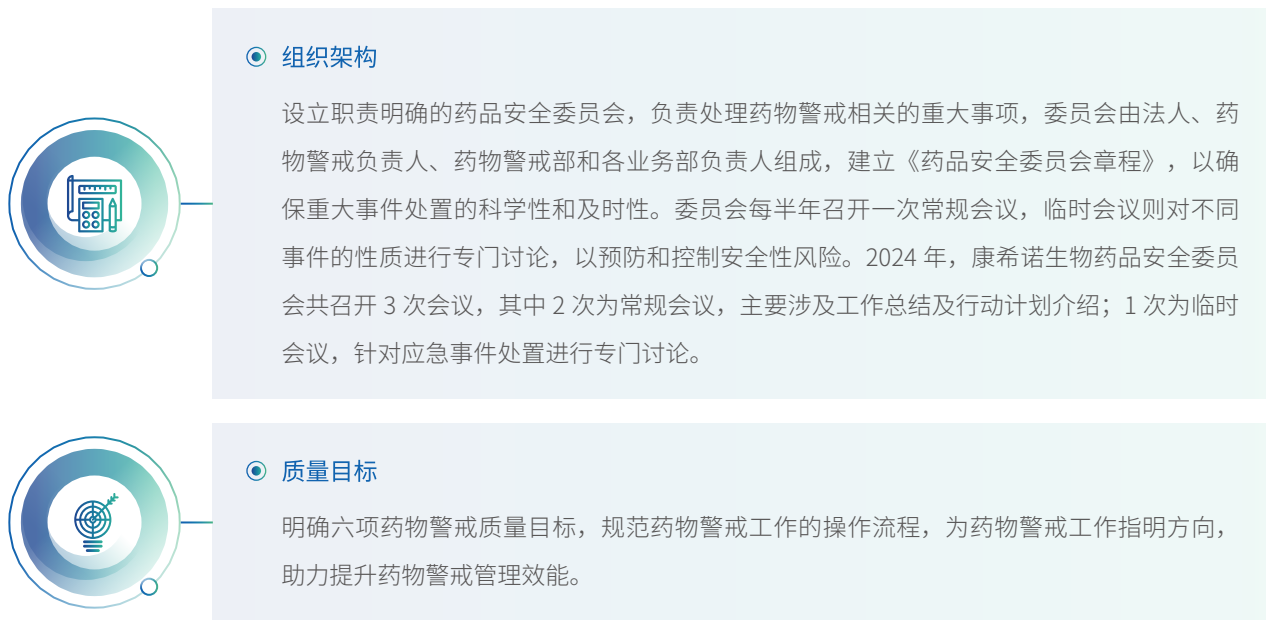 组织架构
设立职责明确的药品安全委员会，负责处理药物警戒相关的重大事项，委员会由法人、药
物警戒负责人、药物警戒部和各业务部负责人组成，建立《药品安全委员会章程》，以确
保重大事件处置的科学性和及时性。委员会每半年召开一次常规会议，临时会议则对不同
事件的性质进行专门讨论，以预防和控制安全性风险。2024 年，康希诺生物药品安全委员
会共召开 3 次会议，其中 2 次为常规会议，主要涉及工作总结及行动计划介绍；1 次为临时
会议，针对应急事件处置进行专门讨论。
质量目标
明确六项药物警戒质量目标，规范药物警戒工作的操作流程，为药物警戒工作指明方向，
助力提升药物警戒管理效能。